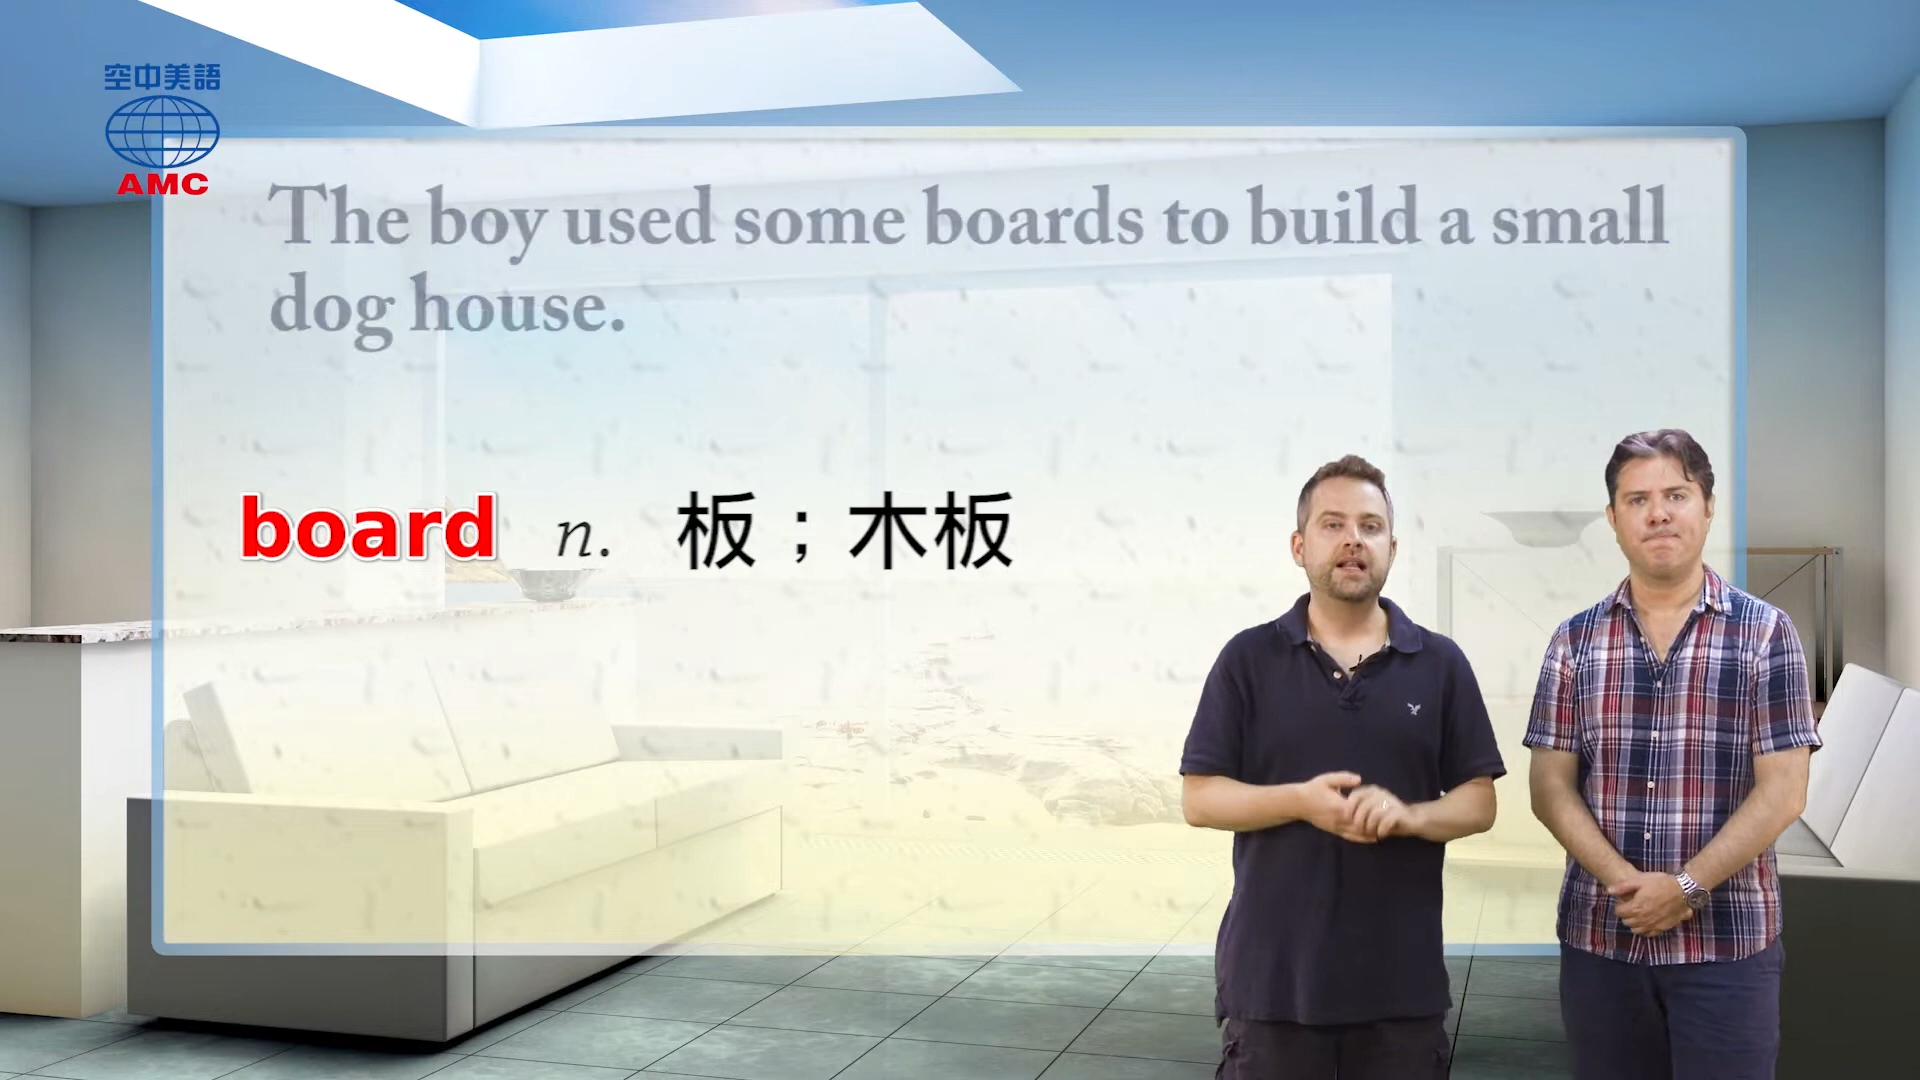 空中美語
AMC
The boy used some boards to build a small
dog house.
board n. 板；木板